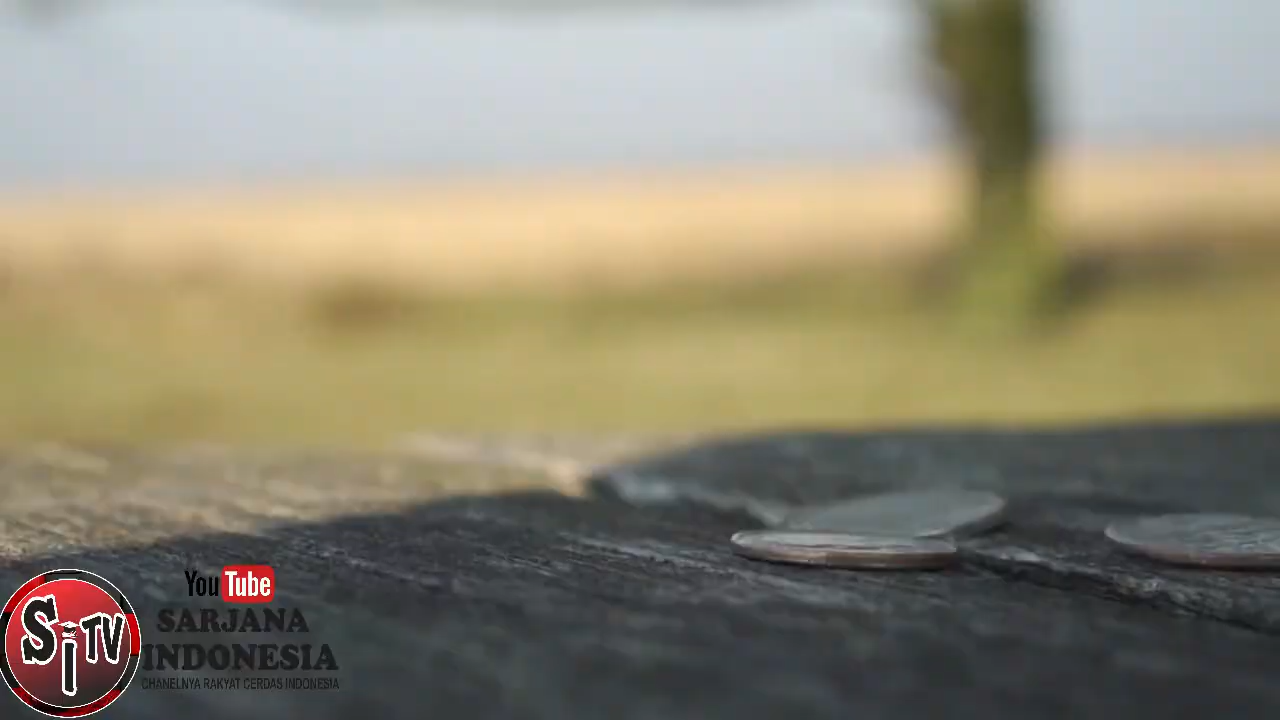 SiTV
YouTube
SARJANA
INDONESIA
CHANELNYA RAKYAT CERDAS INDONESIA